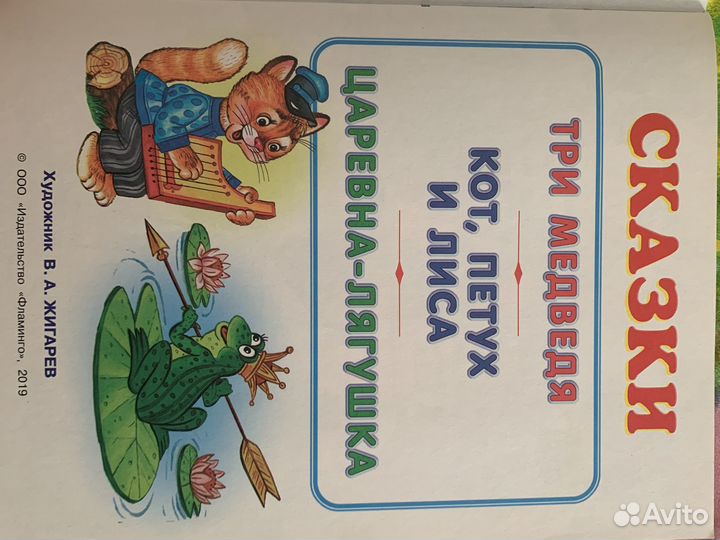 СКАЗКИ
ТРИ МЕДВЕДЯ
КОТ, ПЕТУХ
И ЛИСА
ЦАРЕВНА-ЛЯГУШКА
Художник В. А. ЖИГАРЕВ
© ООО «Издательство «Фламинго», 2019
Avito